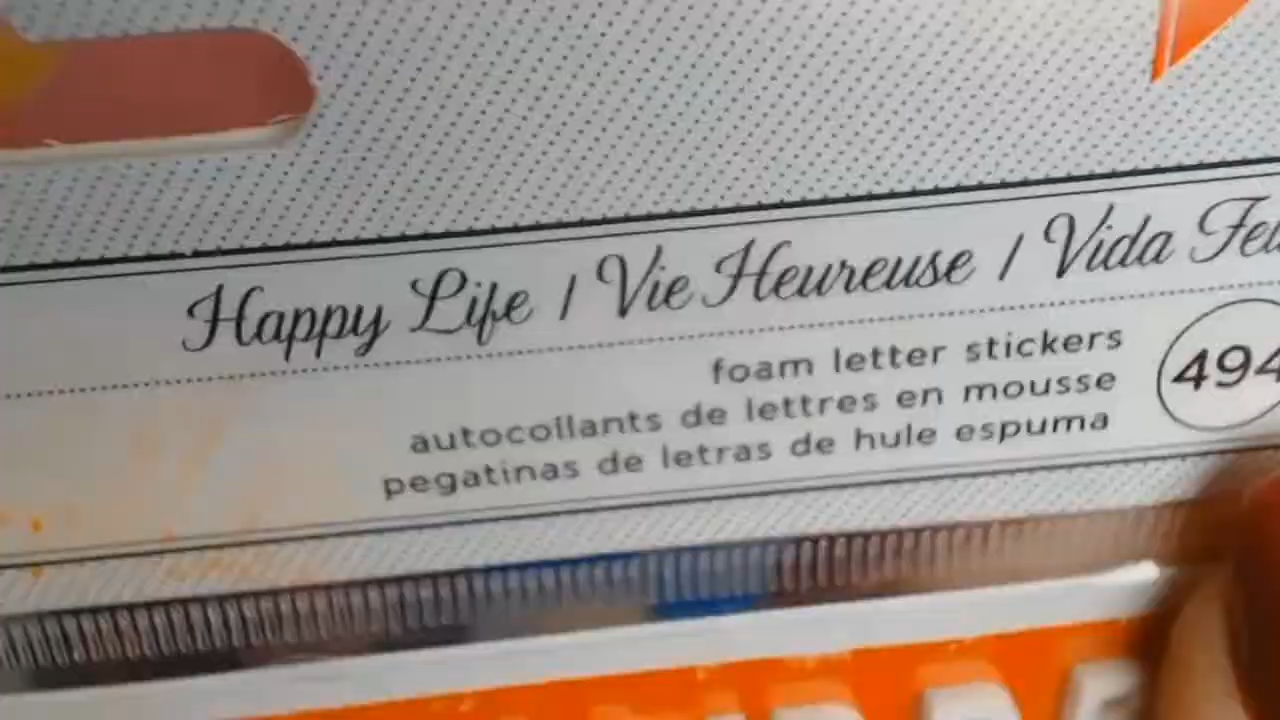 Happy Life / Vie Heureuse / Vida
foam letter stickers
autocollants de lettres en mousse
pegatinas de letras de hule espuma
494